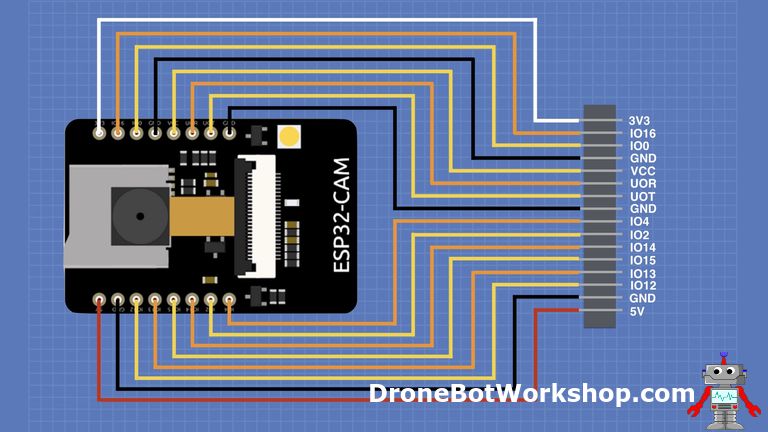 3V3
IO16
IO0
GND
VCC
UOR
UOT
GND
IO4
IO2
IO14
IO15
IO13
IO12
GND
5V
ESP32-CAM
DroneBotWorkshop.com